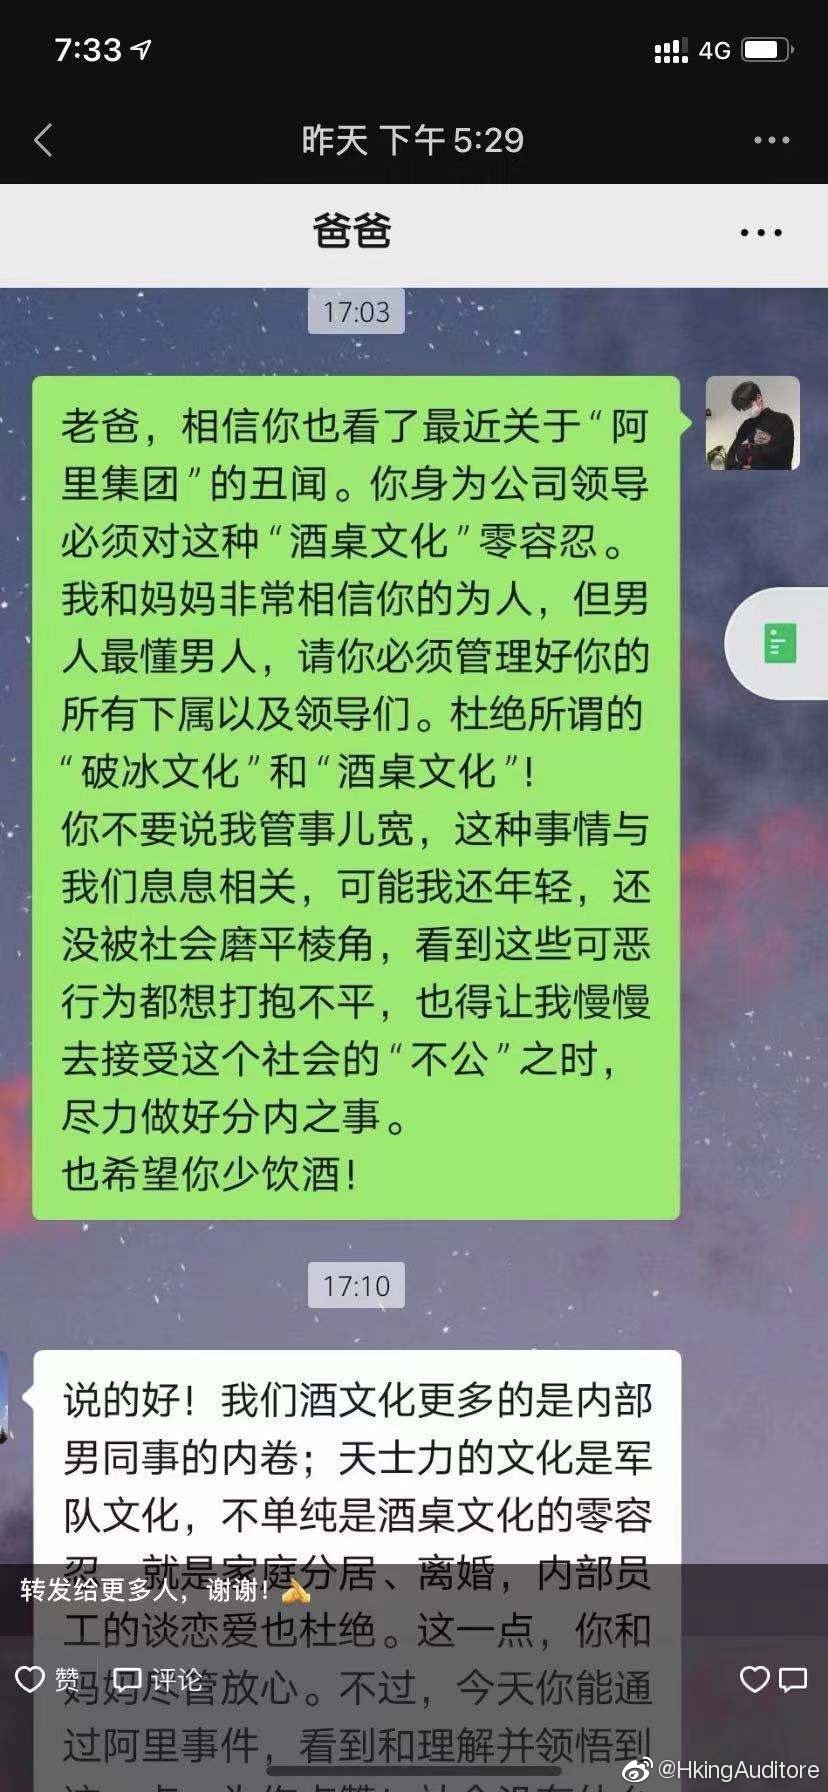 7:33
4G
昨天 下午5:29
爸爸
17:03
老爸，相信你也看了最近关于“阿
里集团”的丑闻。你身为公司领导
必须对这种“酒桌文化”零容忍。
我和妈妈非常相信你的为人，但男
人最懂男人，请你必须管理好你的
所有下属以及领导们。杜绝所谓的
“破冰文化”和“酒桌文化”！
你不要说我管事儿宽，这种事情与
我们息息相关，可能我还年轻，还
没被社会磨平棱角，看到这些可恶
行为都想打抱不平，也得让我慢慢
去接受这个社会的“不公”之时，
尽力做好分内之事。
也希望你少饮酒！
17:10
说的好！我们酒文化更多的是内部
男同事的内卷；天士力的文化是军
队文化，不单纯是酒桌文化的零容
忍，就是家庭分居、离婚，内部员
转发给更多人，谢谢！
工的谈恋爱也杜绝。这一点，你和
妈妈尽管放心。不过，今天你能通
赞 评论
过阿里事件，看到和理解并领悟到
@HkingAuditore